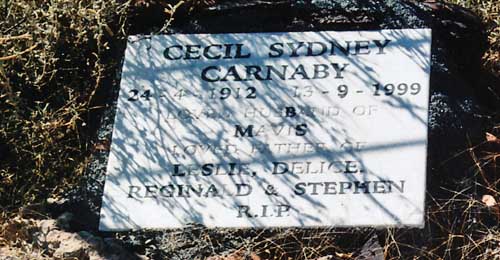 CECIL SYDNEY
CARNABY
24-4-1912 13-9-1999
LOVED HUSBAND OF
MAVIS
LOVED FATHER OF
LESLIE, DELICE,
REGINALD & STEPHEN
R.I.P.